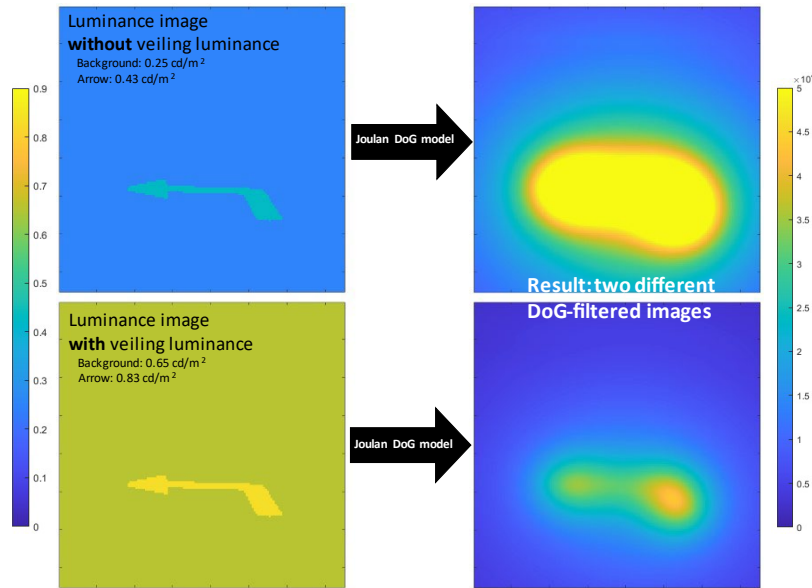 Luminance image
without veiling luminance
Background: 0.25 cd/m²
Arrow: 0.43 cd/m²
0.9
0.8
0.7
0.6
0.5
0.4
0.3
0.2
0.1
0
Joulan DoG model
5
4.5
4
3.5
3
2.5
2
1.5
1
0.5
0
Result: two different
DoG-filtered images
Luminance image
with veiling luminance
Background: 0.65 cd/m²
Arrow: 0.83 cd/m²
Joulan DoG model